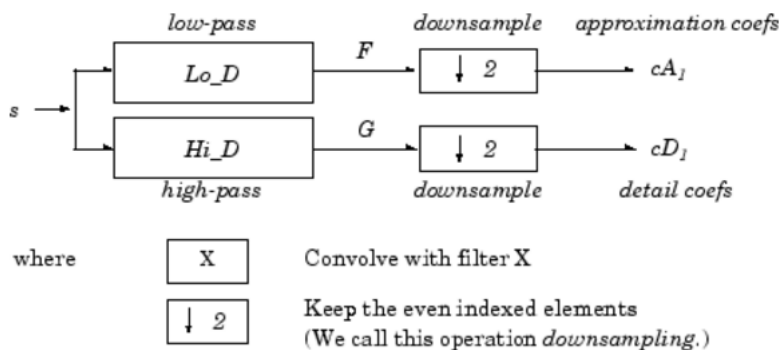 low-pass
downsample
approximation coefs
Lo_D
F
↓ 2
cA1
s
Hi_D
G
↓ 2
cD1
high-pass
downsample
detail coefs
where
X
Convolve with filter X
↓ 2
Keep the even indexed elements
(We call this operation downsampling.)